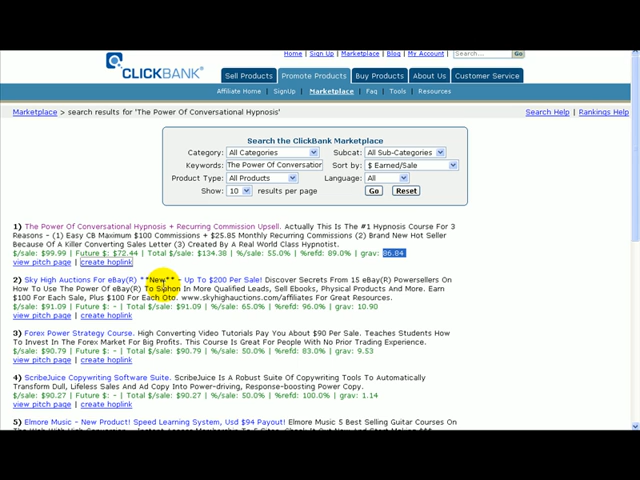 Home | Sign Up | Marketplace | Blog | My Account
Search...
Go
CLICKBANK®
Sell Products
Promote Products
Buy Products
About Us
Customer Service
Affiliate Home | SignUp | Marketplace | Faq | Tools | Resources
Marketplace > search results for 'The Power Of Conversational Hypnosis'
Search Help | Rankings Help
Search the ClickBank Marketplace
Category: All Categories Subcat: All Sub-Categories
Keywords: The Power Of Conversation Sort by: $ Earned/Sale
Product Type: All Products Language: All
Show: 10 results per page Go Reset
1) The Power Of Conversational Hypnosis + Recurring Commission Upsell. Actually This Is The #1 Hypnosis Course For 3
Reasons - (1) Easy CB Maximum $100 Commissions + $25.85 Monthly Recurring Commissions (2) Brand New Hot Seller
Because Of A Killer Converting Sales Letter (3) Created By A Real World Class Hypnotist.
$/sale: $99.99 | Future $: $72.44 | Total $/sale: $134.38 | %/sale: 55.0% | %refd: 89.0% | grav: 86.84
view pitch page | create hoplink
2) Sky High Auctions For eBay(R) **New** - Up To $200 Per Sale! Discover Secrets From 15 eBay(R) Powersellers On
How To Use The Power Of eBay(R) To Siphon In More Qualified Leads, Sell Ebooks, Physical Products And More. Earn
$100 For Each Sale, Plus $100 For Each Oto. www.skyhighauctions.com/affiliates For Great Resources.
$/sale: $91.09 | Future $: - | Total $/sale: $91.09 | %/sale: 65.0% | %refd: 96.0% | grav: 10.90
view pitch page | create hoplink
3) Forex Power Strategy Course. High Converting Video Tutorials Pay You About $90 Per Sale. Teaches Students How
To Invest In The Forex Market For Big Profits. This Course Is Great For People With No Prior Trading Experience.
$/sale: $90.79 | Future $: - | Total $/sale: $90.79 | %/sale: 50.0% | %refd: 83.0% | grav: 9.53
view pitch page | create hoplink
4) ScribeJuice Copywriting Software Suite. ScribeJuice Is A Robust Suite Of Copywriting Tools To Automatically
Transform Dull, Lifeless Sales And Ad Copy Into Power-driving, Response-boosting Power Copy.
$/sale: $90.27 | Future $: - | Total $/sale: $90.27 | %/sale: 50.0% | %refd: 100.0% | grav: 1.14
view pitch page | create hoplink
5) Elmore Music - New Product! Speed Learning System, Usd $94 Payout! Elmore Music 5 Best Selling Guitar Courses
On The Web With High Conversion